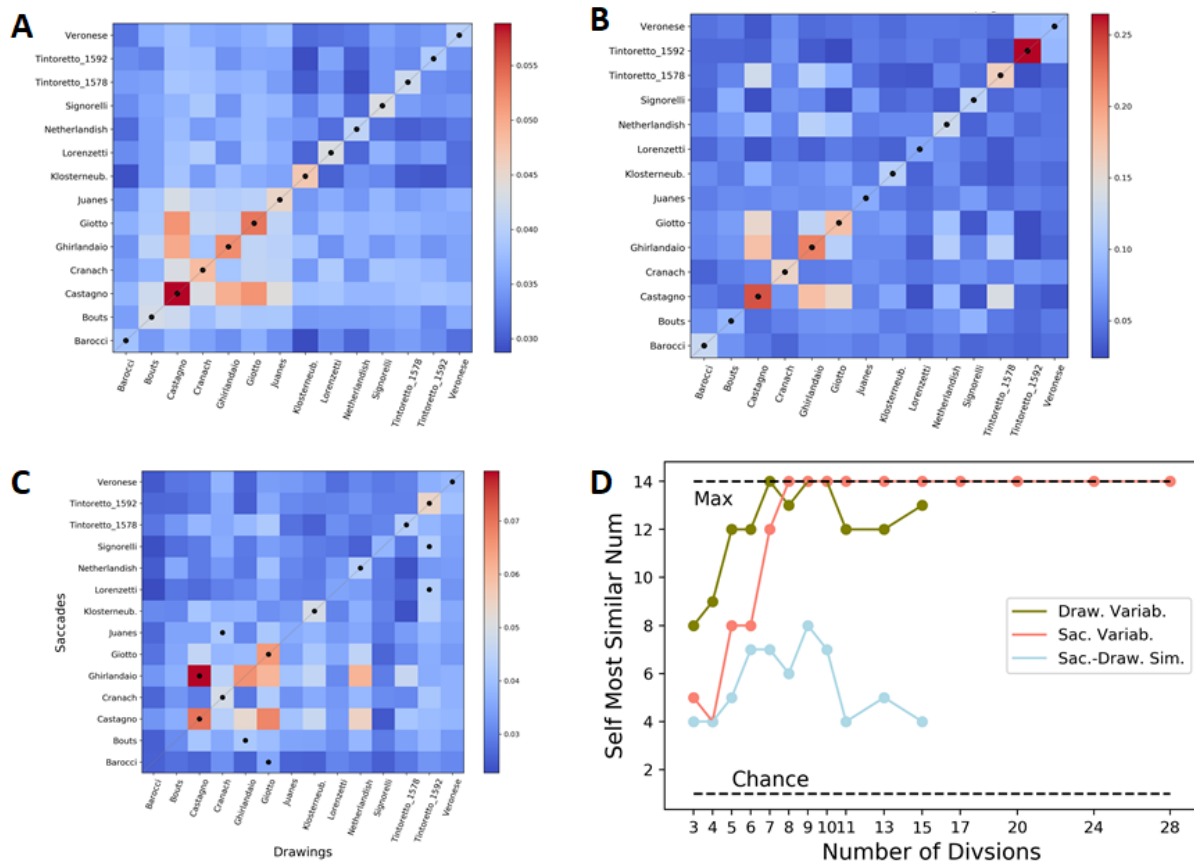 A
Veronese
Tintoretto_1592
Tintoretto_1578
Signorelli
Netherlandish
Lorenzetti
Klosterneub.
Juanes
Giotto
Ghirlandaio
Cranach
Castagno
Bouts
Barocci
Barocci Bouts Castagno Cranach Ghirlandaio Giotto Juanes Klosterneub. Lorenzetti Netherlandish Signorelli Tintoretto_1578 Tintoretto_1592 Veronese
0.055
0.050
0.045
0.040
0.035
0.030
B
Veronese
Tintoretto_1592
Tintoretto_1578
Signorelli
Netherlandish
Lorenzetti
Klosterneub.
Juanes
Giotto
Ghirlandaio
Cranach
Castagno
Bouts
Barocci
Barocci Bouts Castagno Cranach Ghirlandaio Giotto Juanes Klosterneub. Lorenzetti Netherlandish Signorelli Tintoretto_1578 Tintoretto_1592 Veronese
0.25
0.20
0.15
0.10
0.05
C
Saccades
Veronese
Tintoretto_1592
Tintoretto_1578
Signorelli
Netherlandish
Lorenzetti
Klosterneub.
Juanes
Giotto
Ghirlandaio
Cranach
Castagno
Bouts
Barocci
Barocci Bouts Castagno Cranach Ghirlandaio Giotto Juanes Klosterneub. Lorenzetti Netherlandish Signorelli Tintoretto_1578 Tintoretto_1592 Veronese
Drawings
0.07
0.06
0.05
0.04
0.03
D
Self Most Similar Num
14
12
10
8
6
4
2
Max
Draw. Variab.
Sac. Variab.
Sac.-Draw. Sim.
Chance
3 4 5 6 7 8 9 10 11 13 15 17 20 24 28
Number of Divsions